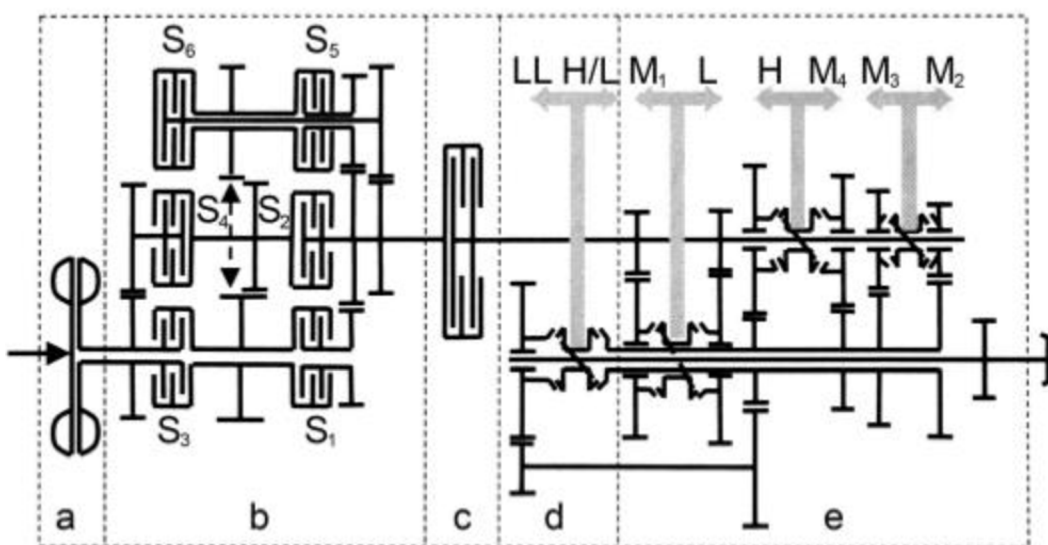 S₆ S₅
LL H/L M₁ L H M₄ M₃ M₂
S₄ S₂
S₃ S₁
a b c d e